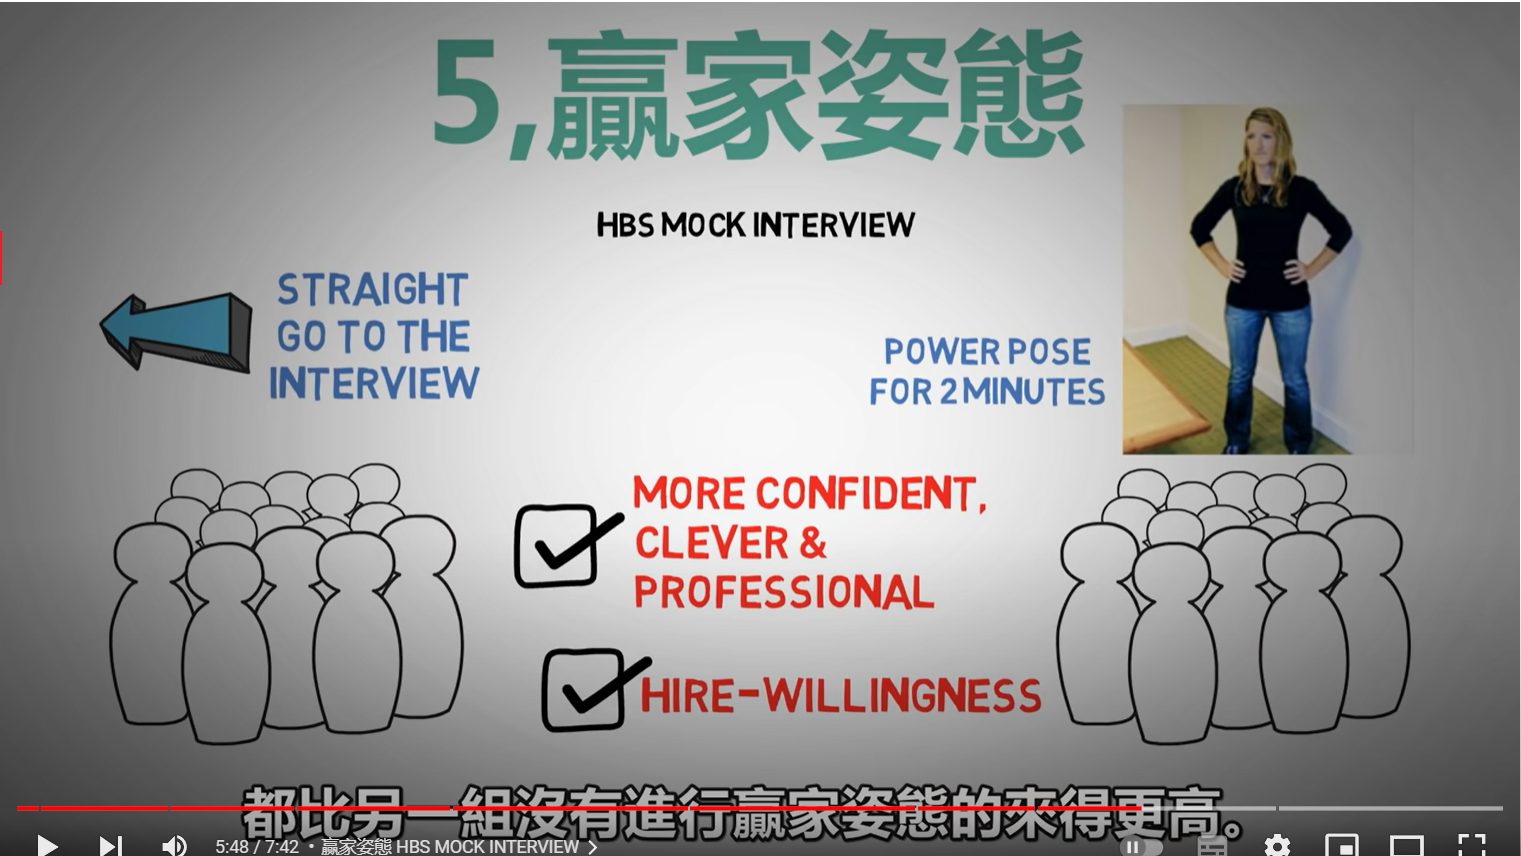 5,贏家姿態
HBS MOCK INTERVIEW
STRAIGHT
GO TO THE
INTERVIEW
POWER POSE
FOR 2 MINUTES
MORE CONFIDENT,
CLEVER &
PROFESSIONAL
HIRE-WILLINGNESS
都比另一組沒有進行贏家姿態的來得更高。
5:48 / 7:42 • 贏家姿態 HBS MOCK INTERVIEW >